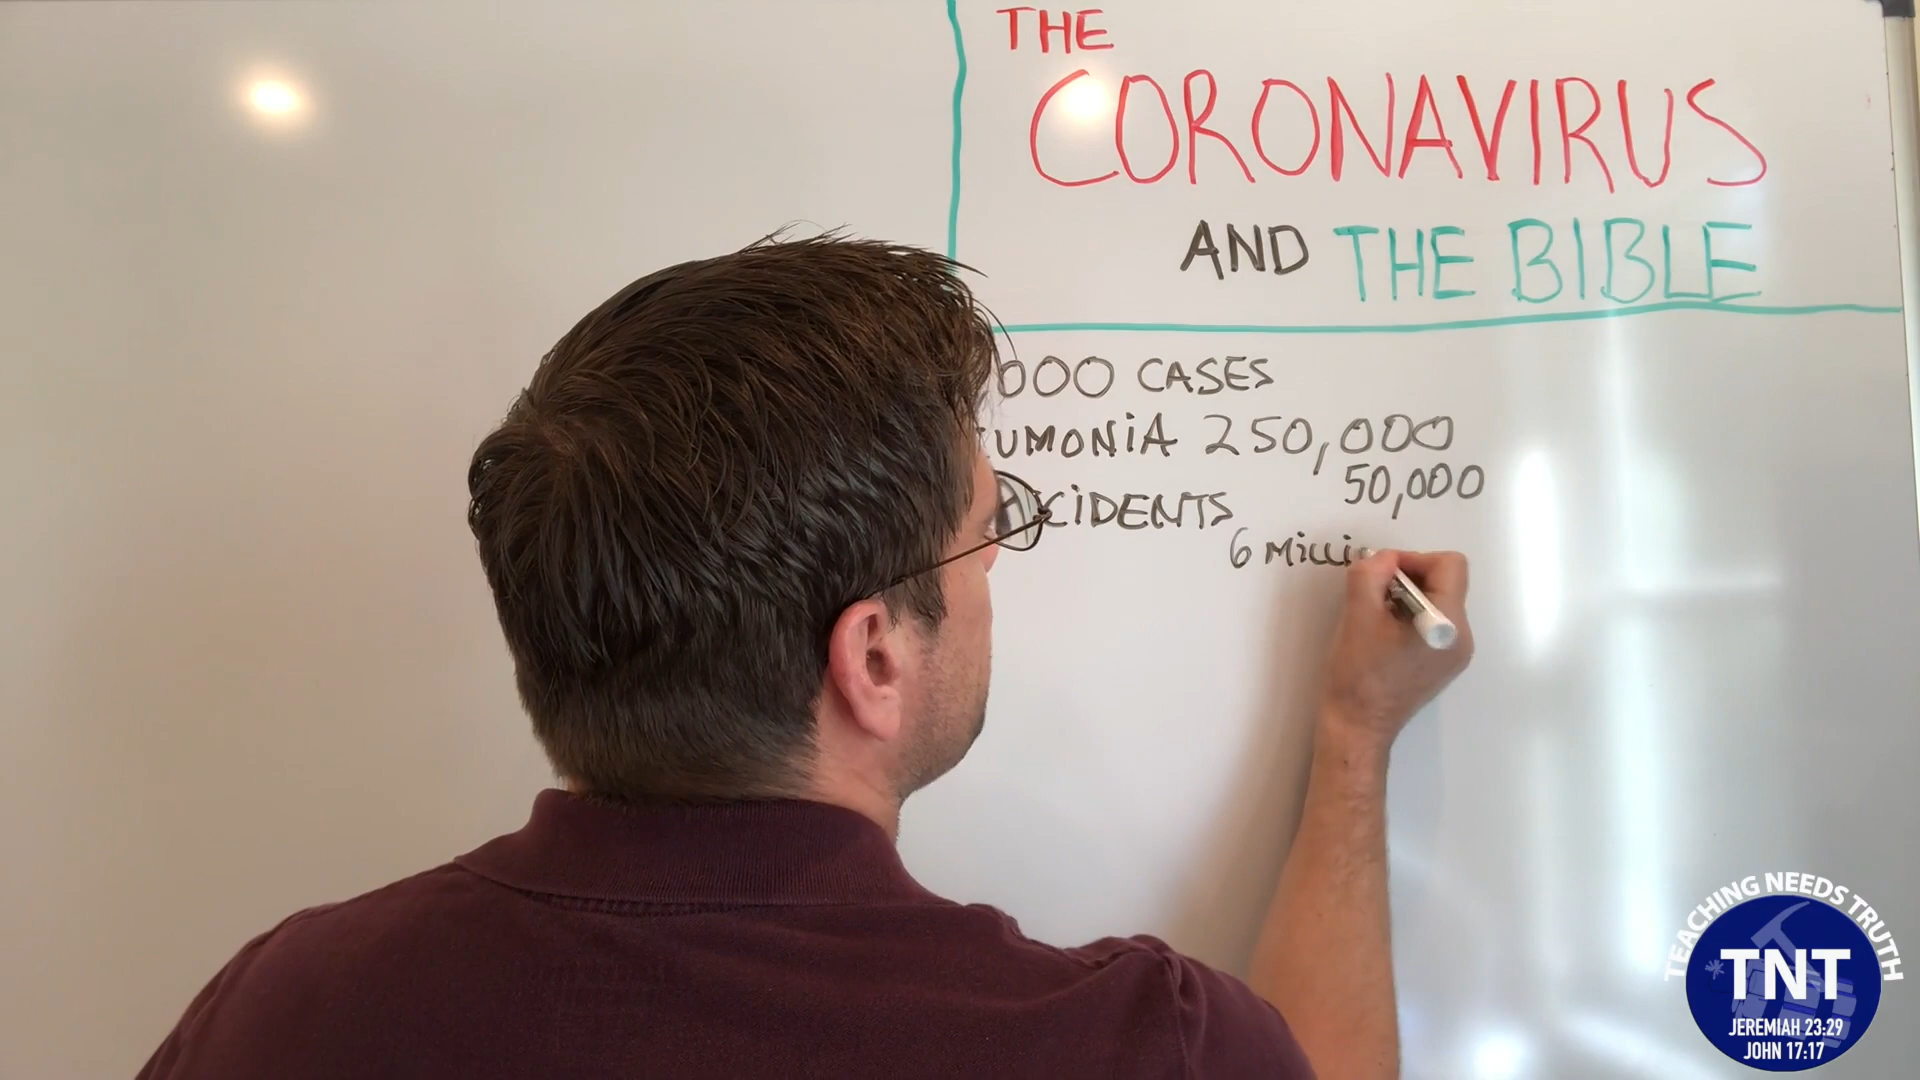 THE
CORONAVIRUS
AND THE BIBLE
000 CASES
UMONIA 250,000
50,000
CIDENTS
6 Milli
TEACHING NEEDS TRUTH
TNT
JEREMIAH 23:29
JOHN 17:17